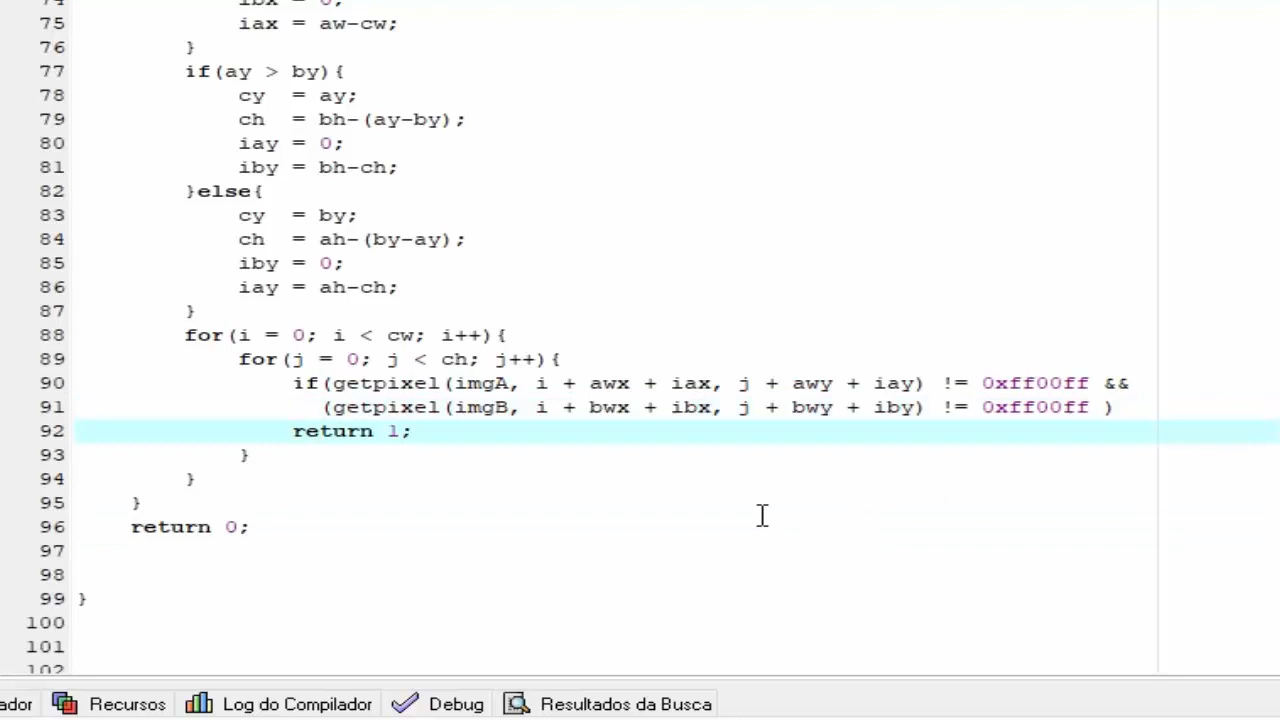 74 ibx = 0;
75 iax = aw-cw;
76 }
77 if(ay > by){
78 cy = ay;
79 ch = bh-(ay-by);
80 iay = 0;
81 iby = bh-ch;
82 }else{
83 cy = by;
84 ch = ah-(by-ay);
85 iby = 0;
86 iay = ah-ch;
87 }
88 for(i = 0; i < cw; i++){
89 for(j = 0; j < ch; j++){
90 if(getpixel(imgA, i + awx + iax, j + awy + iay) != 0xff00ff &&
91 (getpixel(imgB, i + bwx + ibx, j + bwy + iby) != 0xff00ff )
92 return 1;
93 }
94 }
95 }
96 return 0;
97
98
99 }
100
101
102
ador Recursos Log do Compilador Debug Resultados da Busca